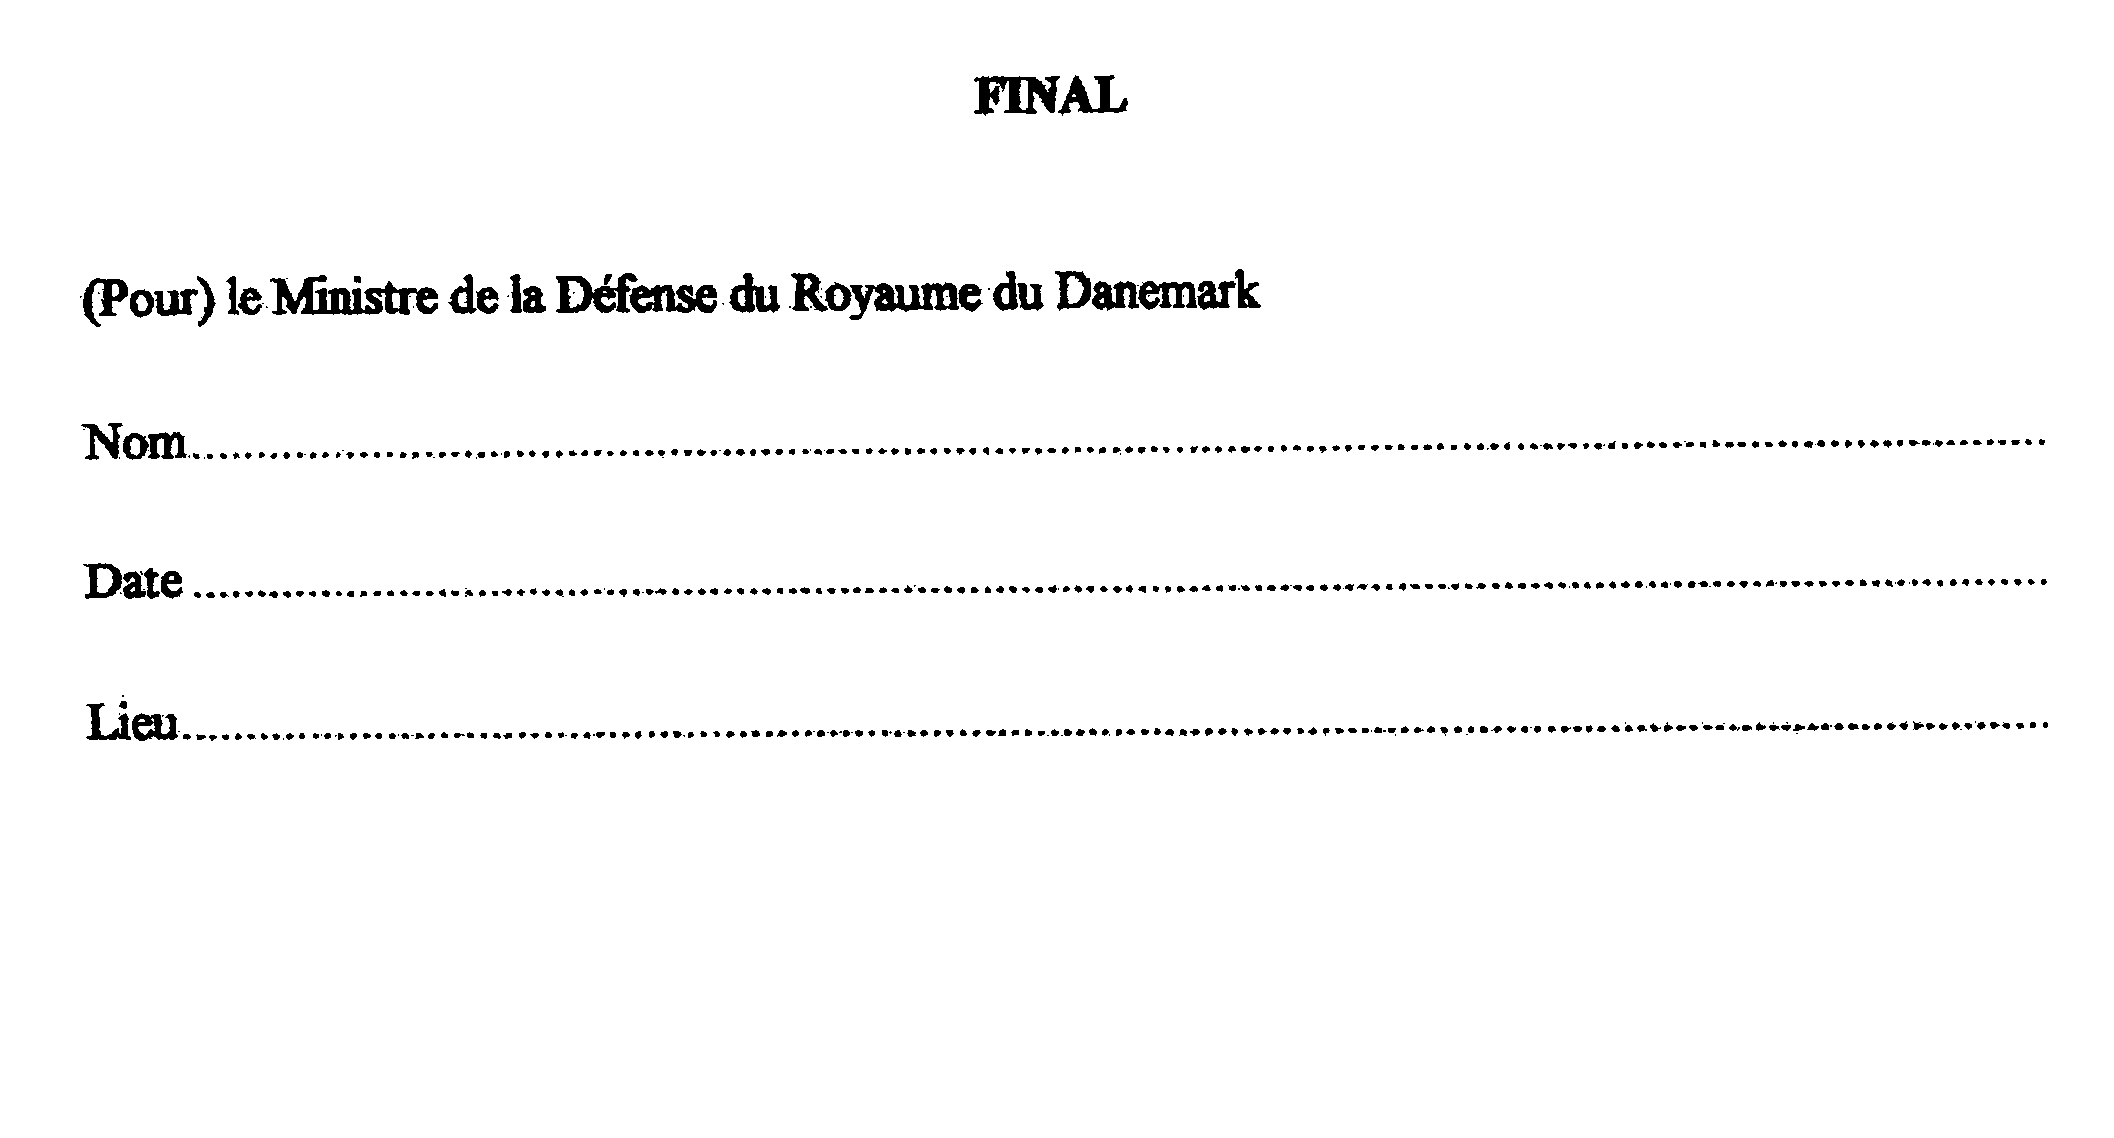 FINAL
(Pour) le Ministre de la Défense du Royaume du Danemark
Nom..............................................................................................................................................
Date ..............................................................................................................................................
Lieu..............................................................................................................................................